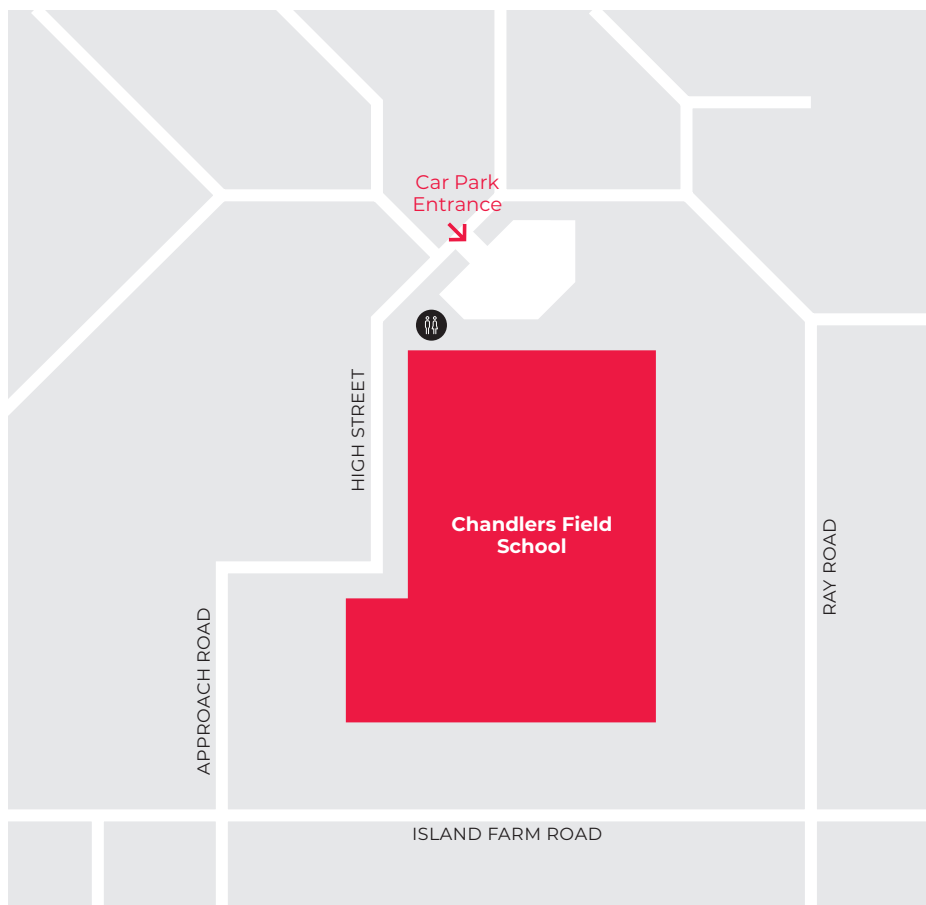 Car Park
Entrance
HIGH STREET
Chandlers Field
School
RAY ROAD
APPROACH ROAD
ISLAND FARM ROAD